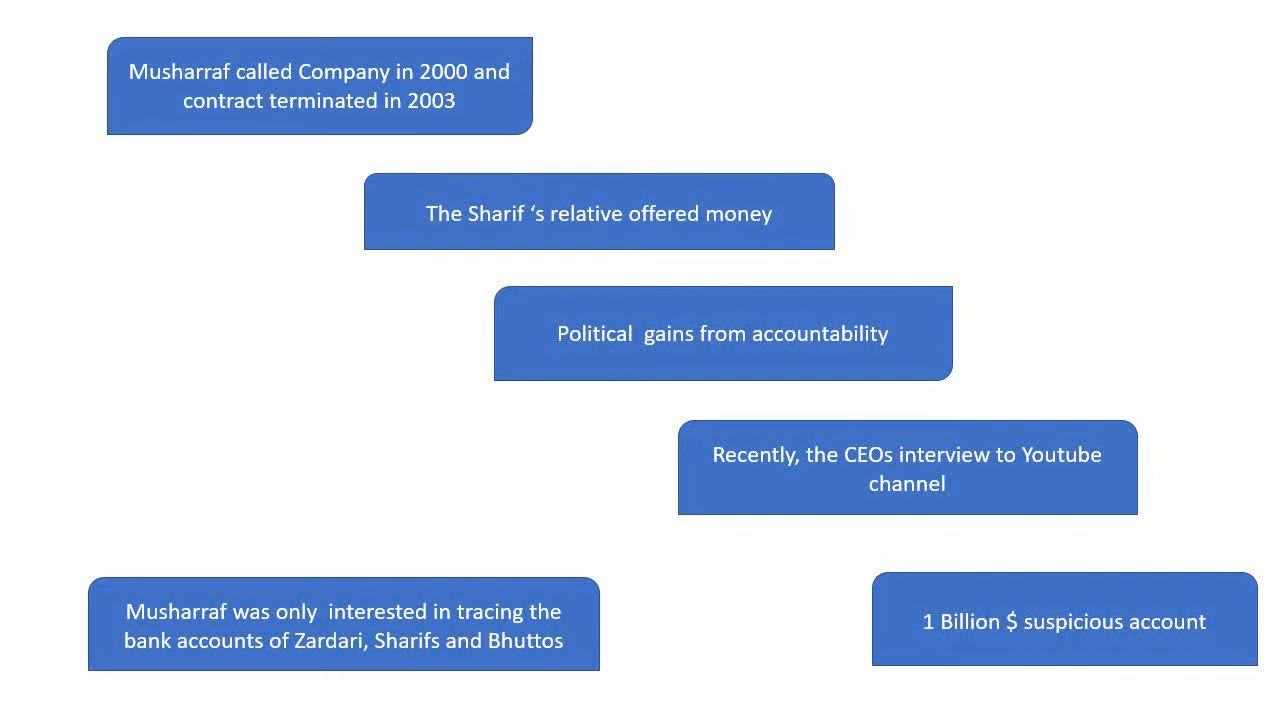 Musharraf called Company in 2000 and
contract terminated in 2003
The Sharif ‘s relative offered money
Political  gains from accountability
Recently, the CEOs interview to Youtube
channel
Musharraf was only  interested in tracing the
bank accounts of Zardari, Sharifs and Bhuttos
1 Billion $ suspicious account